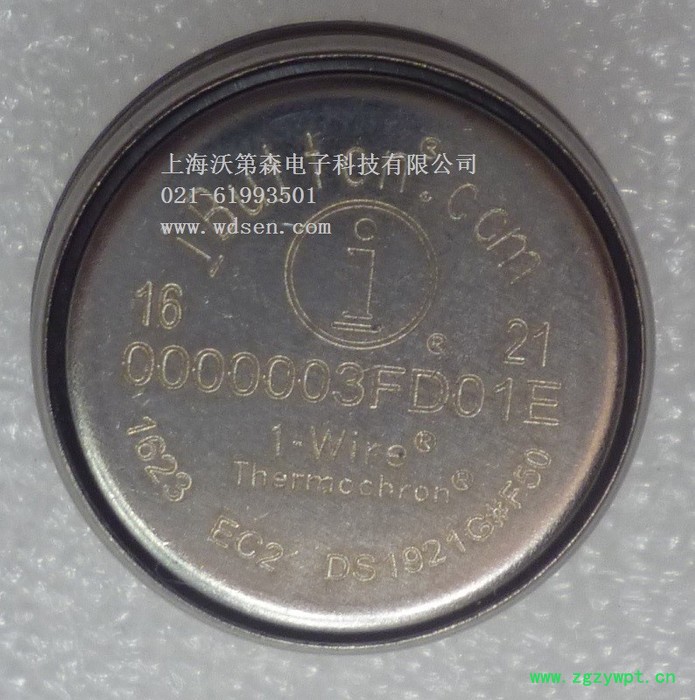 iButton®.com
上海沃第森电子科技有限公司
021-61993501
www.wdsen.com
i
®
16
21
0000003FD01E
1-Wire®
Thermochron®
1623 EC2 DS1921G#F50
www.zgzywpt.cn